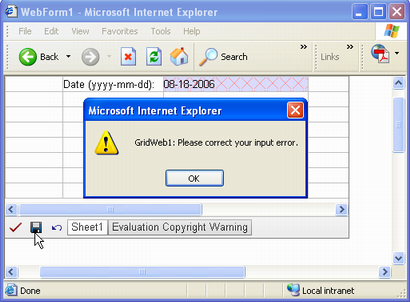 WebForm1 - Microsoft Internet Explorer
File Edit View Favorites Tools Help
Back Search Links
Date (yyyy-mm-dd): 08-18-2006
Microsoft Internet Explorer
GridWeb1: Please correct your input error.
OK
Sheet1 Evaluation Copyright Warning
Done Local intranet